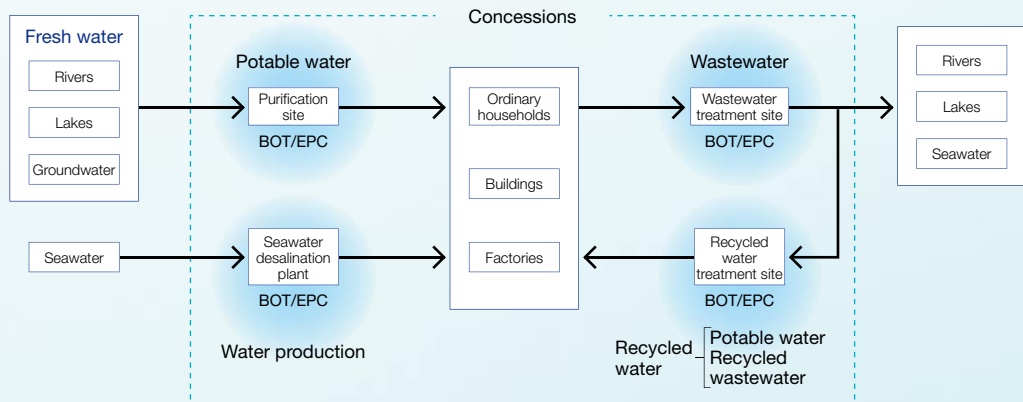 Concessions
Fresh water
Rivers
Lakes
Groundwater
Seawater
Potable water
Purification
site
BOT/EPC
Seawater
desalination
plant
BOT/EPC
Water production
Ordinary
households
Buildings
Factories
Wastewater
Wastewater
treatment site
BOT/EPC
Recycled
water
treatment site
BOT/EPC
Recycled
water
Potable water
Recycled
wastewater
Rivers
Lakes
Seawater